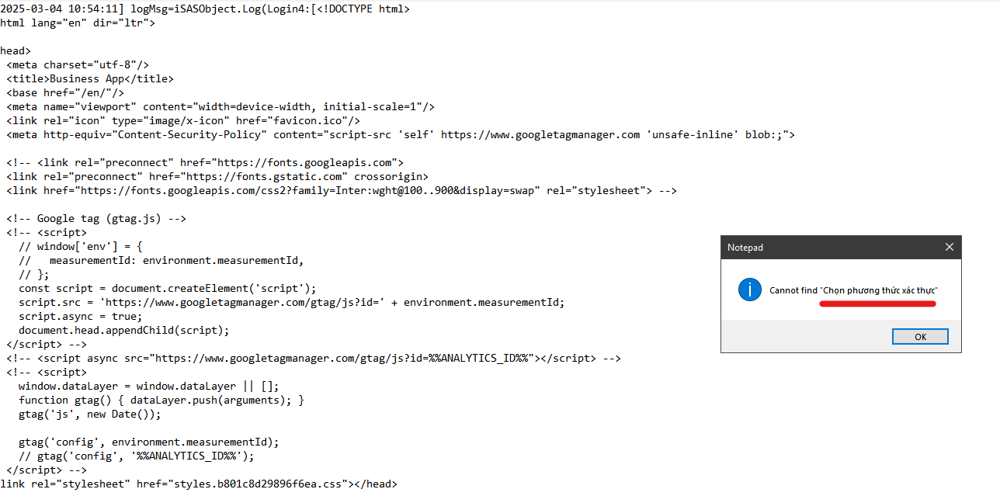 2025-03-04 10:54:11] logMsg=iSASObject.Log(Login4:[<!DOCTYPE html>
html lang="en" dir="ltr">
head>
<meta charset="utf-8"/>
<title>Business App</title>
<base href="/en/"/>
<meta name="viewport" content="width=device-width, initial-scale=1"/>
<link rel="icon" type="image/x-icon" href="favicon.ico"/>
<meta http-equiv="Content-Security-Policy" content="script-src 'self' https://www.googletagmanager.com 'unsafe-inline' blob:;">
<!-- <link rel="preconnect" href="https://fonts.googleapis.com">
<link rel="preconnect" href="https://fonts.gstatic.com" crossorigin>
<link href="https://fonts.googleapis.com/css2?family=Inter:wght@100..900&display=swap" rel="stylesheet"> -->
<!-- Google tag (gtag.js) -->
<!-- <script>
// window['env'] = {
//   measurementId: environment.measurementId,
// };
const script = document.createElement('script');
script.src = 'https://www.googletagmanager.com/gtag/js?id=' + environment.measurementId;
script.async = true;
document.head.appendChild(script);
</script> -->
<!-- <script async src="https://www.googletagmanager.com/gtag/js?id=%%ANALYTICS_ID%%"></script> -->
<!-- <script>
window.dataLayer = window.dataLayer || [];
function gtag() { dataLayer.push(arguments); }
gtag('js', new Date());
gtag('config', environment.measurementId);
// gtag('config', '%%ANALYTICS_ID%%');
</script> -->
link rel="stylesheet" href="styles.b801c8d29896f6ea.css"></head>
Notepad
Cannot find "Chọn phương thức xác thực"
OK